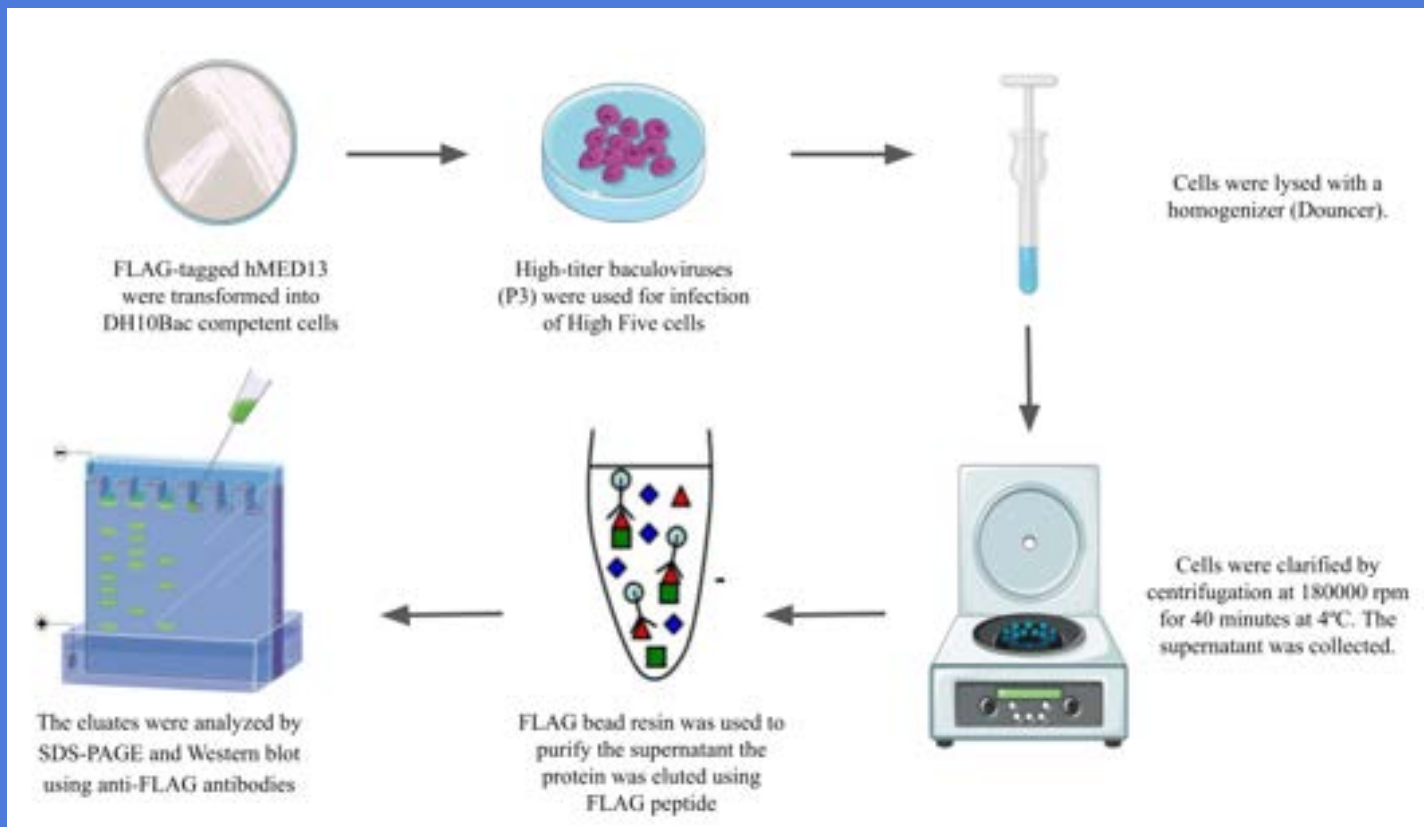 FLAG-tagged hMED13
were transformed into
DH10Bac competent cells
High-titer baculoviruses
(P3) were used for infection
of High Five cells
Cells were lysed with a
homogenizer (Douncer).
Cells were clarified by
centrifugation at 180000 rpm
for 40 minutes at 4ºC. The
supernatant was collected.
FLAG bead resin was used to
purify the supernatant the
protein was eluted using
FLAG peptide
The eluates were analyzed by
SDS-PAGE and Western blot
using anti-FLAG antibodies